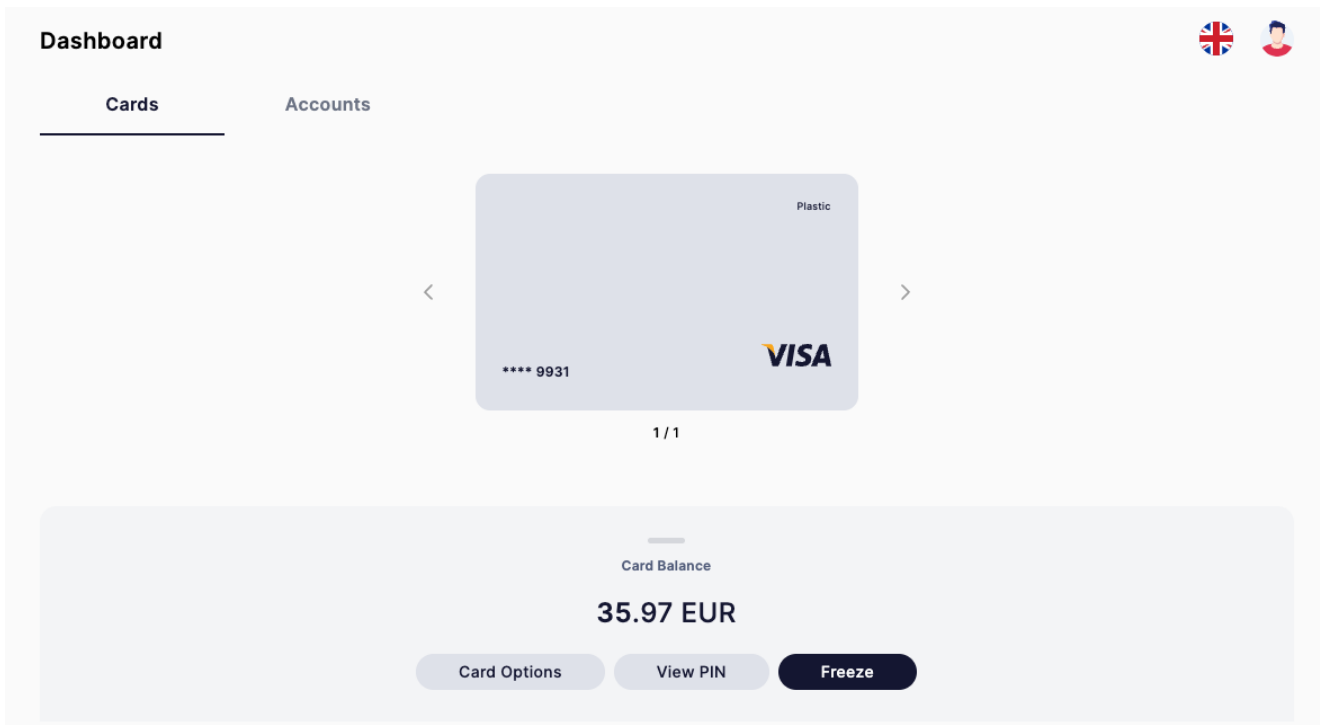 Dashboard
Cards Accounts
Plastic
VISA
**** 9931
1 / 1
Card Balance
35.97 EUR
Card Options View PIN Freeze